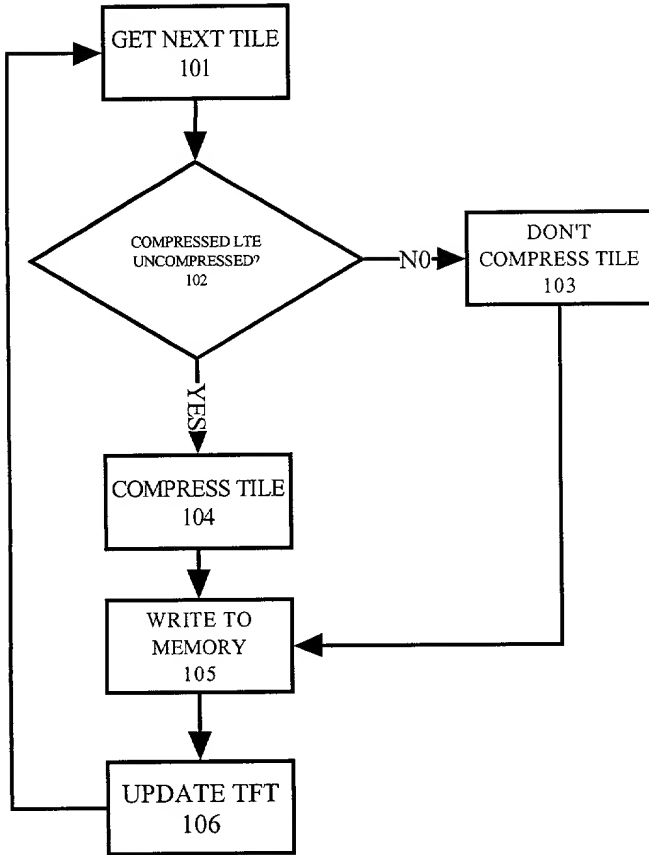 GET NEXT TILE
101
COMPRESSED LTE
UNCOMPRESSED?
102
N0
DON'T
COMPRESS TILE
103
YES
COMPRESS TILE
104
WRITE TO
MEMORY
105
UPDATE TFT
106